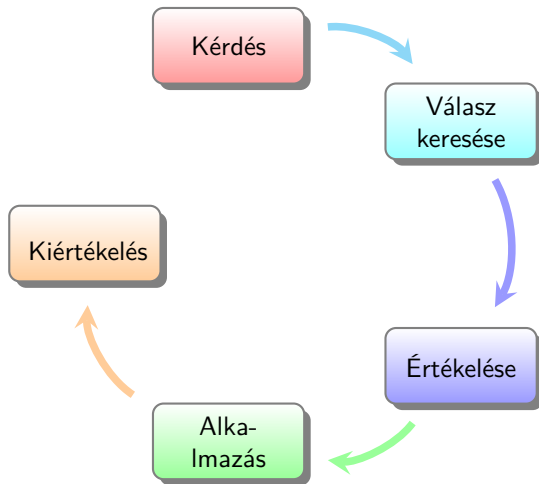 Kérdés
Válasz
keresése
Értékelése
Alka-
lmazás
Kiértékelés